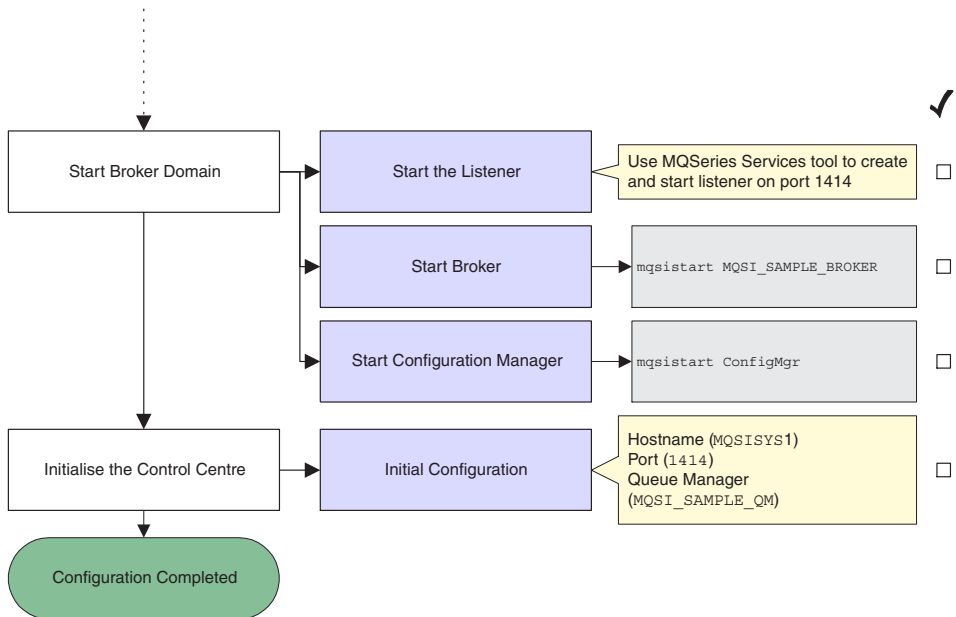 Start Broker Domain
Start the Listener
Use MQSeries Services tool to create
and start listener on port 1414
Start Broker
mqsistart MQSI_SAMPLE_BROKER
Start Configuration Manager
mqsistart ConfigMgr
Initialise the Control Centre
Initial Configuration
Hostname (MQSISYS1)
Port (1414)
Queue Manager
(MQSI_SAMPLE_QM)
Configuration Completed